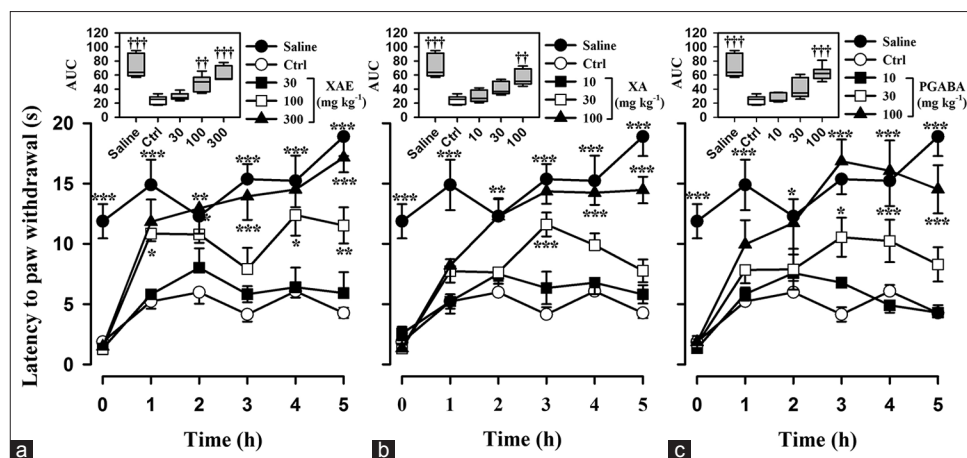 120
100
80
60
40
20
0
AUC
†††
††
†††
Saline
Ctrl
30
100
300
Saline
Ctrl
30
100
300
XAE
(mg kg⁻¹)
120
100
80
60
40
20
0
AUC
†††
††
Saline
Ctrl
10
30
100
Saline
Ctrl
10
30
100
XA
(mg kg⁻¹)
120
100
80
60
40
20
0
AUC
†††
†††
Saline
Ctrl
10
30
100
Saline
Ctrl
10
30
100
PGABA
(mg kg⁻¹)
Latency to paw withdrawal (s)
20
15
10
5
0
*** *** ** *** *** ***
* *** * **
*** *** ** *** *** ***
***
*** *** * *** *** ***
* *** ***
0 1 2 3 4 5
0 1 2 3 4 5
0 1 2 3 4 5
Time (h)
Time (h)
Time (h)
a
b
c